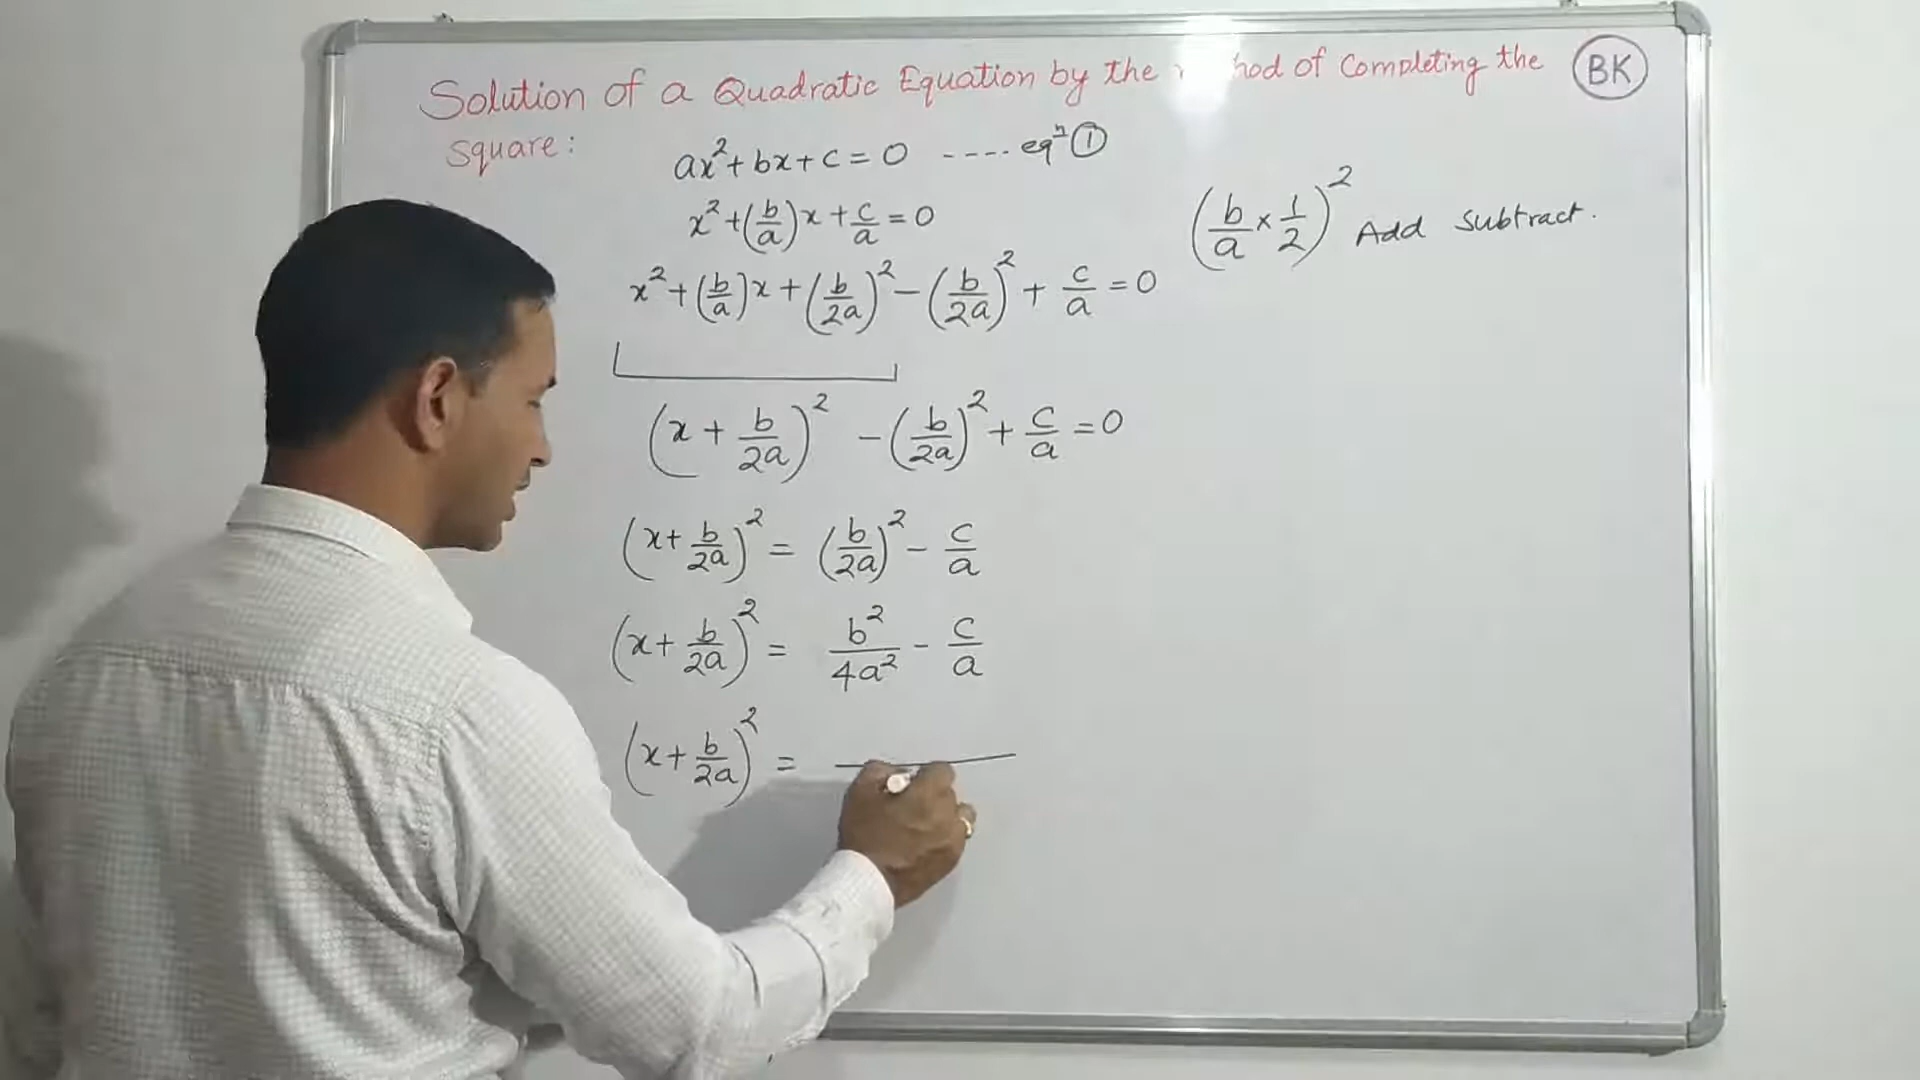 Solution of a Quadratic Equation by the hod of Completing the BK
square:
ax² + bx + c = 0 ---- eqⁿ ①
x² + (b/a)x + c/a = 0
(b/a × 1/2)² Add Subtract.
x² + (b/a)x + (b/2a)² − (b/2a)² + c/a = 0
(x + b/2a)² − (b/2a)² + c/a = 0
(x + b/2a)² = (b/2a)² − c/a
(x + b/2a)² = b²/4a² − c/a
(x + b/2a)² =